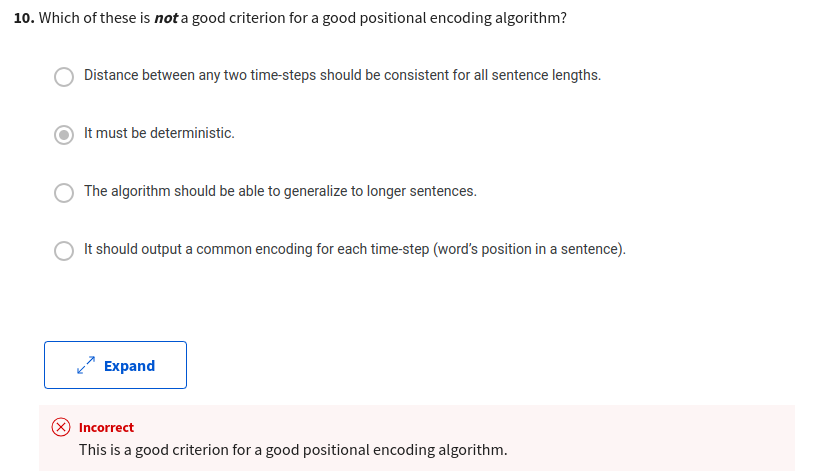 10. Which of these is not a good criterion for a good positional encoding algorithm?
Distance between any two time-steps should be consistent for all sentence lengths.
It must be deterministic.
The algorithm should be able to generalize to longer sentences.
It should output a common encoding for each time-step (word's position in a sentence).
Expand
Incorrect
This is a good criterion for a good positional encoding algorithm.